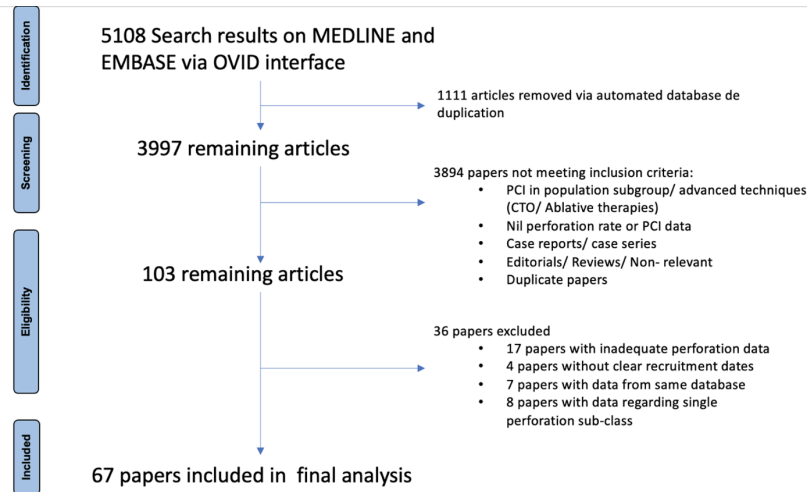 Identification
5108 Search results on MEDLINE and
EMBASE via OVID interface
1111 articles removed via automated database de
duplication
Screening
3997 remaining articles
3894 papers not meeting inclusion criteria:
• PCI in population subgroup/ advanced techniques
(CTO/ Ablative therapies)
• Nil perforation rate or PCI data
• Case reports/ case series
• Editorials/ Reviews/ Non- relevant
• Duplicate papers
Eligibility
103 remaining articles
36 papers excluded
• 17 papers with inadequate perforation data
• 4 papers without clear recruitment dates
• 7 papers with data from same database
• 8 papers with data regarding single
perforation sub-class
Included
67 papers included in final analysis